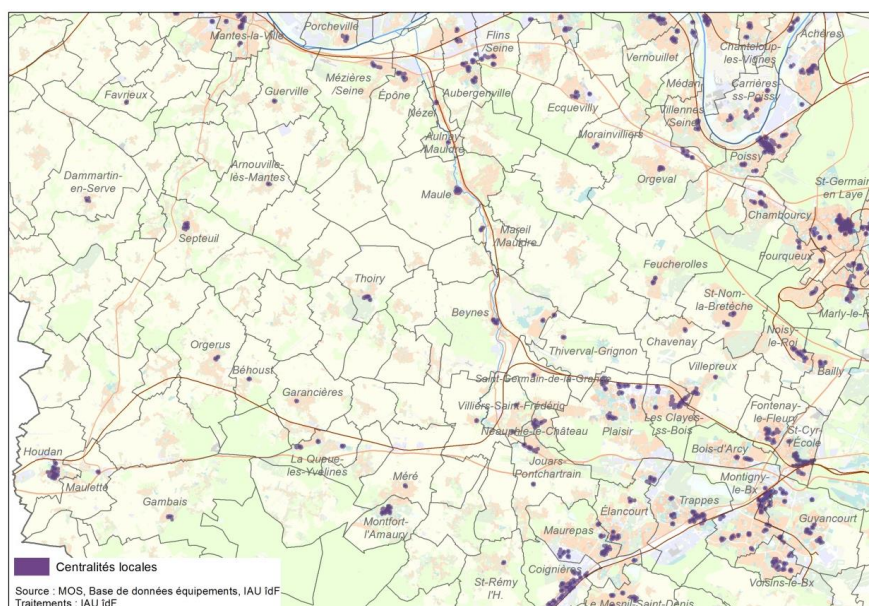 Porcheville
Mantes-la-Ville
Flins
/Seine
Vernouillet
Chanteloup-
les-Vignes
Achères
Mézières
/Seine
Épône
Aubergenville
Médan
Carrières-
ss-Poissy
Favrieux
Guerville
Nézel
Ecquevilly
Villennes
/Seine
Aulnay
/Mauldre
Morainvilliers
Poissy
Dammartin-
en-Serve
Arnouville-
lès-Mantes
Maule
Orgeval
St-Germain
en Laye
Chambourcy
Septeuil
Mareil
/Mauldre
Fourqueux
Feucherolles
Thoiry
St-Nom-
la-Bretèche
Marly-le-R
Beynes
Noisy-
le-Roi
Orgerus
Thiverval-Grignon
Chavenay
Bailly
Béhoust
Saint-Germain-de-la-Grange
Villepreux
Garancières
Villiers-Saint-Frédéric
Les Clayes-
ss-Bois
Fontenay-
le-Fleury
Neauphle-le-Château
Plaisir
St-Cyr-
l'École
Houdan
La Queue-
les-Yvelines
Bois-d'Arcy
Maulette
Méré
Jouars-
Pontchartrain
Montigny-
le-Bx
Gambais
Montfort-
l'Amaury
Élancourt
Trappes
Guyancourt
Maurepas
Centralités locales
St-Rémy
l'H.
Coignières
Voisins-le-Bx
Source : MOS, Base de données équipements, IAU îdF
Le Mesnil-Saint-Denis
Traitements : IAU îdF